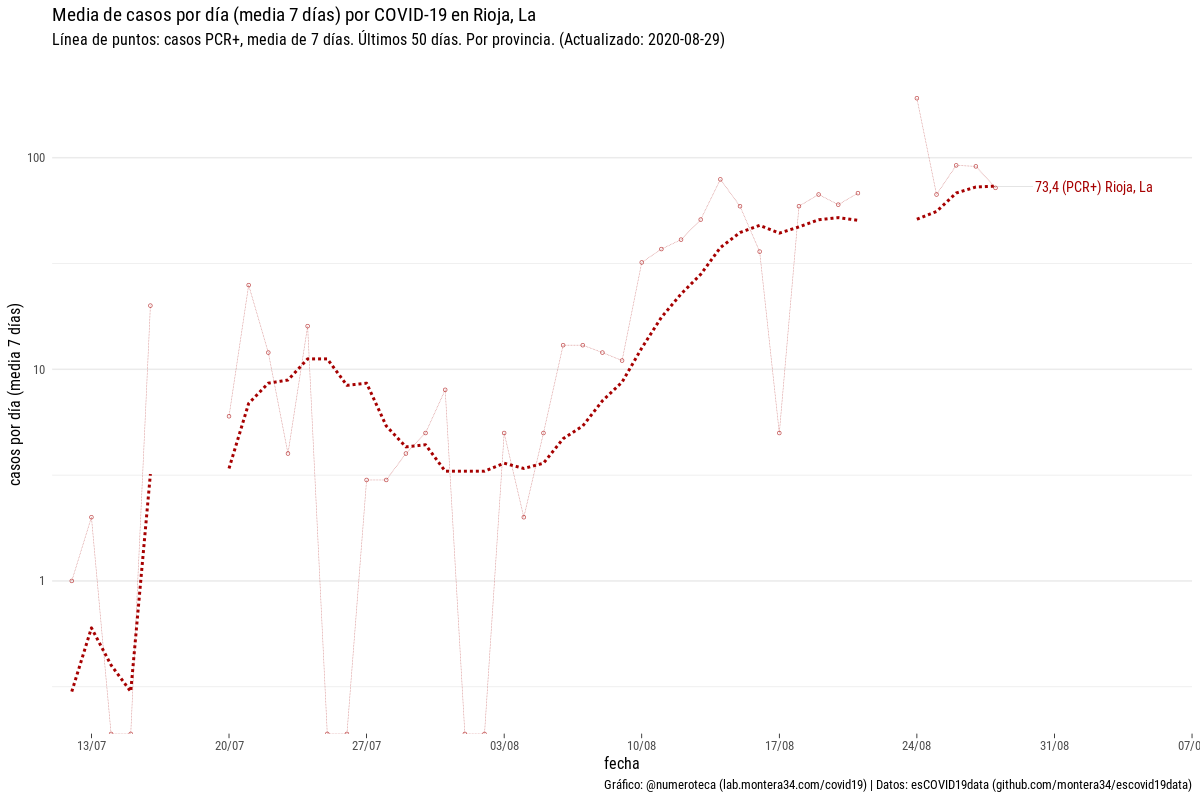 Media de casos por día (media 7 días) por COVID-19 en Rioja, La
Línea de puntos: casos PCR+, media de 7 días. Últimos 50 días. Por provincia. (Actualizado: 2020-08-29)
casos por día (media 7 días)
100
10
1
73,4 (PCR+) Rioja, La
13/07
20/07
27/07
03/08
10/08
17/08
24/08
31/08
07/0
fecha
Gráfico: @numeroteca (lab.montera34.com/covid19) | Datos: esCOVID19data (github.com/montera34/escovid19data)